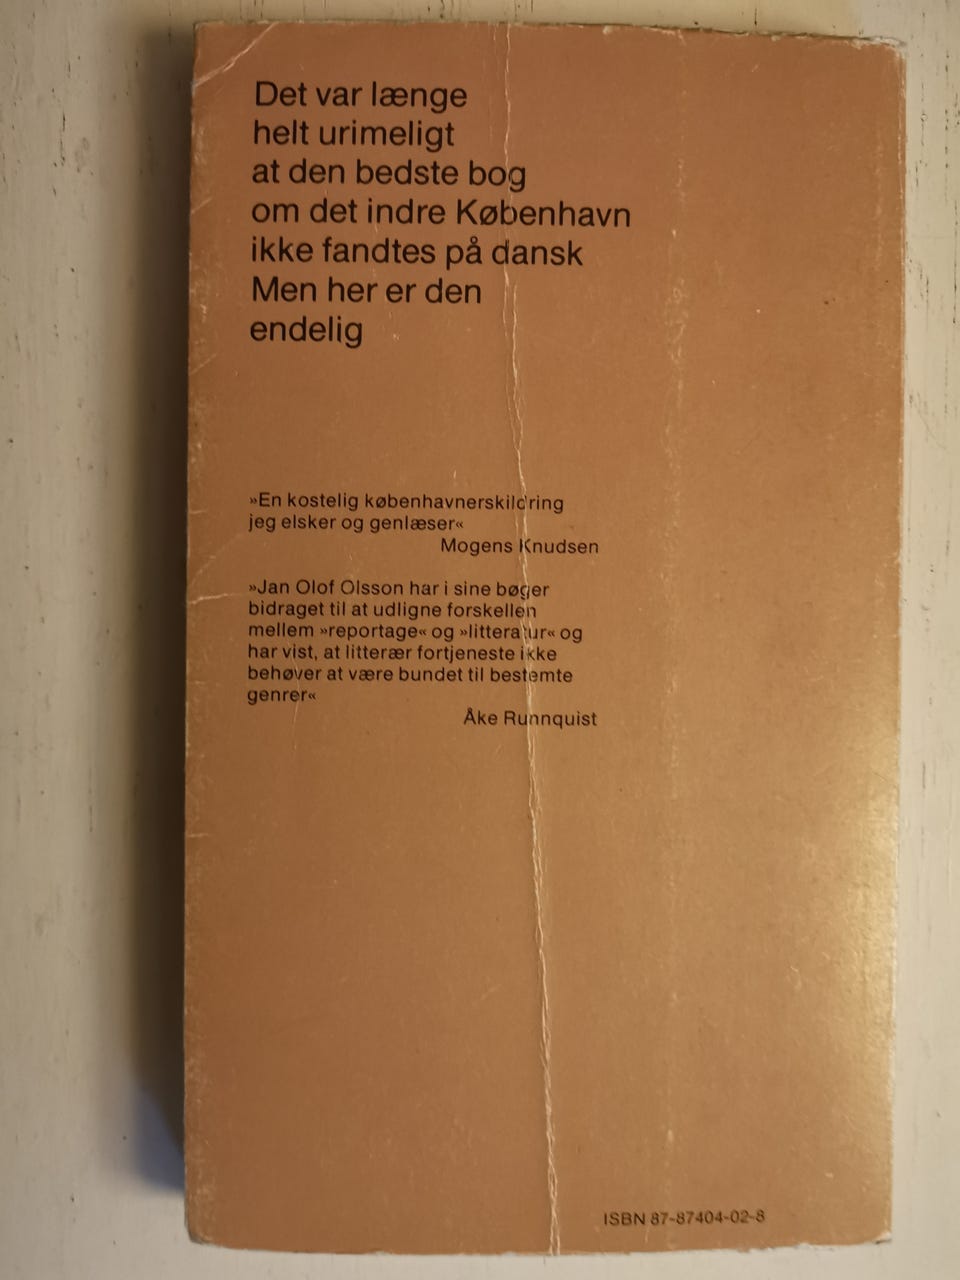 Det var længe
helt urimeligt
at den bedste bog
om det indre København
ikke fandtes på dansk
Men her er den
endelig
»En kostelig københavnerskildring
jeg elsker og genlæser«
Mogens Knudsen
»Jan Olof Olsson har i sine bøger
bidraget til at udligne forskellen
mellem »reportage« og »litteratur« og
har vist, at litterær fortjeneste ikke
behøver at være bundet til bestemte
genrer«
Åke Runnquist
ISBN 87-87404-02-8